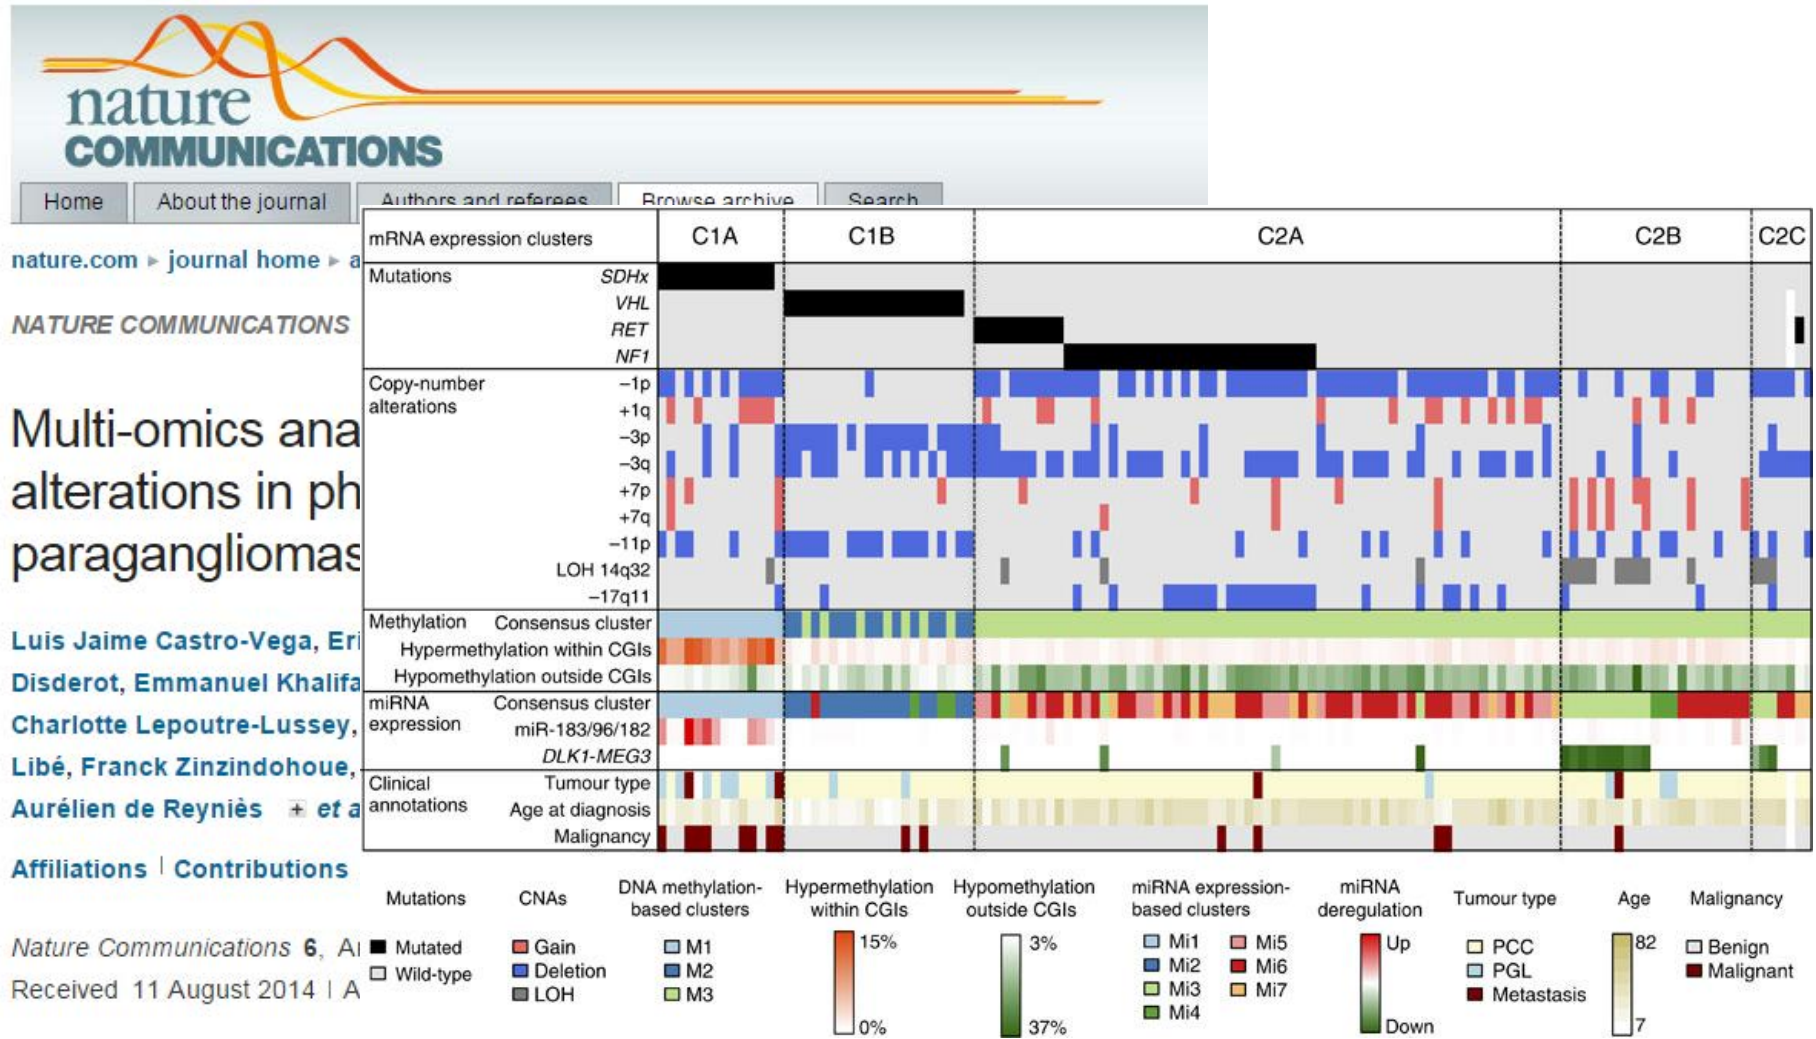 nature
COMMUNICATIONS
Home
About the journal
Authors and referees
Browse archive
Search
nature.com ▸ journal home ▸ a
NATURE COMMUNICATIONS
Multi-omics ana
alterations in ph
paragangliomas
Luis Jaime Castro-Vega, Eri
Disderot, Emmanuel Khalifa
Charlotte Lepoutre-Lussey,
Libé, Franck Zinzindohoue,
Aurélien de Reyniès + et a
Affiliations | Contributions
Nature Communications 6, Ar
Received 11 August 2014 | A
mRNA expression clusters
C1A
C1B
C2A
C2B
C2C
Mutations
SDHx
VHL
RET
NF1
Copy-number
alterations
–1p
+1q
–3p
–3q
+7p
+7q
–11p
LOH 14q32
–17q11
Methylation
Consensus cluster
Hypermethylation within CGIs
Hypomethylation outside CGIs
miRNA
expression
Consensus cluster
miR-183/96/182
DLK1-MEG3
Clinical
annotations
Tumour type
Age at diagnosis
Malignancy
Mutations
Mutated
Wild-type
CNAs
Gain
Deletion
LOH
DNA methylation-
based clusters
M1
M2
M3
Hypermethylation
within CGIs
15%
0%
Hypomethylation
outside CGIs
3%
37%
miRNA expression-
based clusters
Mi1
Mi2
Mi3
Mi4
Mi5
Mi6
Mi7
miRNA
deregulation
Up
Down
Tumour type
PCC
PGL
Metastasis
Age
82
7
Malignancy
Benign
Malignant